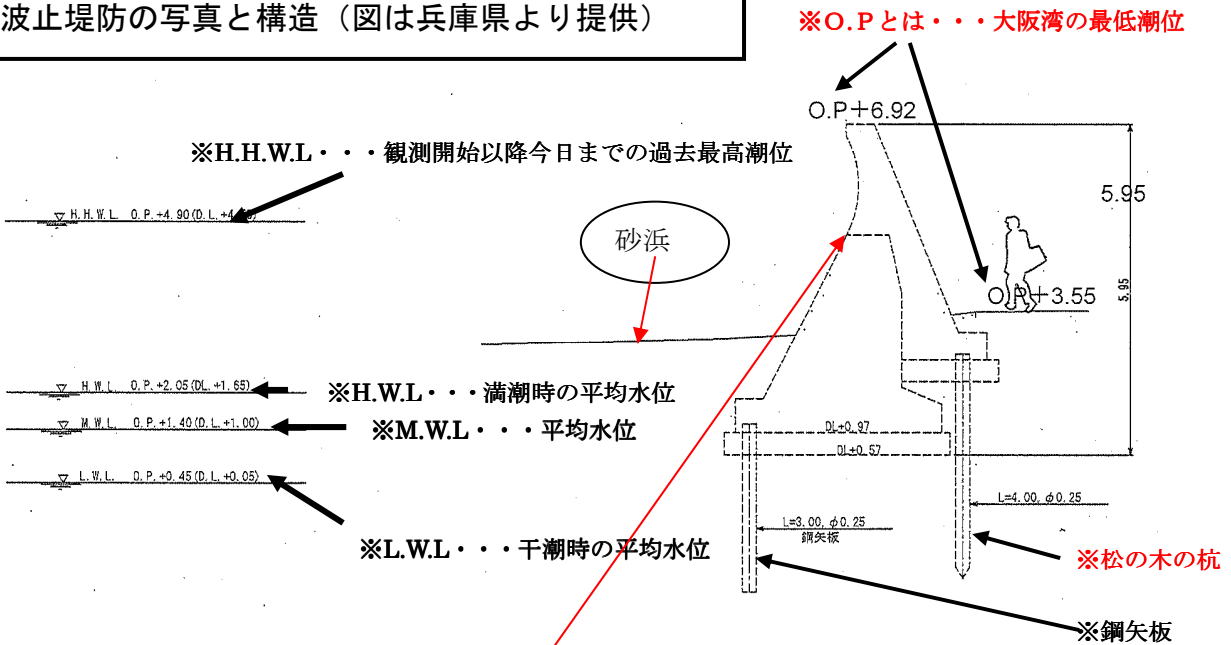 波止堤防の写真と構造（図は兵庫県より提供）
※O.Pとは・・・大阪湾の最低潮位
O.P＋6.92
※H.H.W.L・・・観測開始以降今日までの過去最高潮位
H.H.W.L. O.P.+4.90(D.L.+4.
砂浜
5.95
5.95
O.P+3.55
H.W.L. O.P.+2.05(DL.+1.65)
※H.W.L・・・満潮時の平均水位
M.W.L. O.P.+1.40(D.L.+1.00)
※M.W.L・・・平均水位
DL+0.97
DL+0.57
L.W.L. O.P.+0.45(D.L.+0.05)
※L.W.L・・・干潮時の平均水位
L=4.00, φ0.25
L=3.00, φ0.25
鋼矢板
※松の木の杭
※鋼矢板